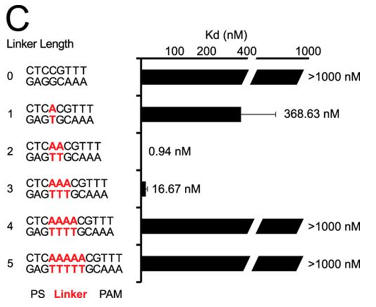 C
Linker Length
Kd (nM)
100 200 400 1000
0 CTCCGTTT
GAGGCAAA
>1000 nM
1 CTCACGTTT
GAGTGCAAA
368.63 nM
2 CTCAACGTTT
GAGTTGCAAA
0.94 nM
3 CTCAAACGTTT
GAGTTTGCAAA
16.67 nM
4 CTCAAAACGTTT
GAGTTTTGCAAA
>1000 nM
5 CTCAAAAACGTTT
GAGTTTTTGCAAA
>1000 nM
PS Linker PAM